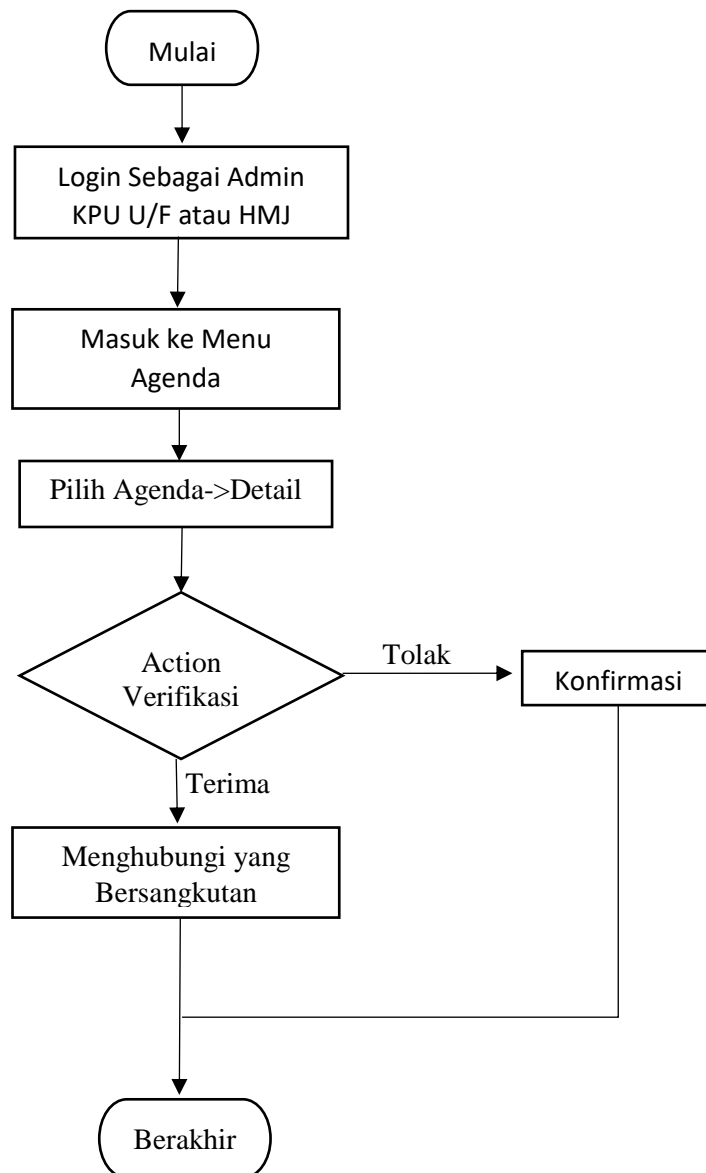 Mulai
Login Sebagai Admin
KPU U/F atau HMJ
Masuk ke Menu
Agenda
Pilih Agenda->Detail
Action
Verifikasi
Tolak
Konfirmasi
Terima
Menghubungi yang
Bersangkutan
Berakhir